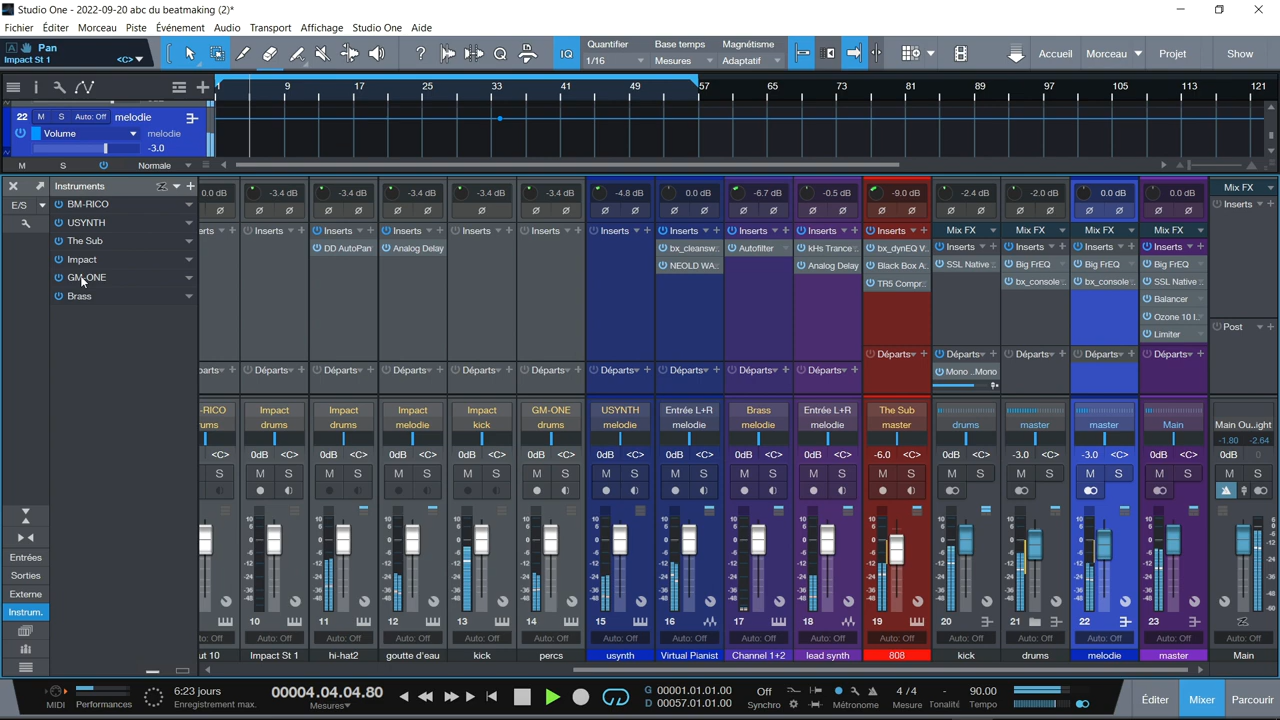 Studio One - 2022-09-20 abc du beatmaking (2)*
Fichier Éditer Morceau Piste Événement Audio Transport Affichage Studio One Aide
A Pan
Impact St 1 <C>
IQ
Quantifier
1/16
Base temps
Mesures
Magnétisme
Adaptatif
Accueil Morceau Projet Show
9 17 25 33 41 49 57 65 73 81 89 97 105 113 121
22 M S Auto: Off melodie
Volume melodie
-3.0
M S Normale
Instruments
E/S BM-RICO
USYNTH
The Sub
Impact
GM-ONE
Brass
0.0 dB -3.4 dB -3.4 dB -3.4 dB -3.4 dB -3.4 dB -4.8 dB 0.0 dB -6.7 dB -0.5 dB -9.0 dB -2.4 dB -2.0 dB 0.0 dB 0.0 dB
Mix FX
Inserts Inserts Inserts Inserts Inserts Inserts Inserts Inserts Inserts Inserts Mix FX Mix FX Mix FX Mix FX
Inserts
DD AutoPan Analog Delay bx_cleansw.. Autofilter kHs Trance .. bx_dynEQ V.. Inserts Inserts Inserts Inserts
NEOLD WA.. Analog Delay Black Box A.. SSL Native .. Big FrEQ Big FrEQ Big FrEQ
TR5 Compr.. bx_console .. bx_console .. SSL Native ..
Balancer
Ozone 10 I..
Limiter
Post
Départs Départs Départs Départs Départs
Départs Départs Départs Départs Départs Départs Départs Départs Départs
Mono ..Mono
-RICO Impact Impact Impact Impact GM-ONE USYNTH Entrée L+R Brass Entrée L+R The Sub
drums drums melodie kick drums melodie melodie melodie melodie master drums master master Main Main Ou..ight
-1.80 -2.64
<C> 0dB <C> 0dB <C> 0dB <C> 0dB <C> 0dB <C> 0dB <C> 0dB <C> 0dB <C> 0dB <C> -6.0 <C> 0dB <C> -3.0 <C> -3.0 <C> 0dB <C> 0dB 0
S M S M S M S M S M S M S M S M S M S M S M S M S M S M S
Entrées
Sorties
Externe
Instrum.
10 11 12 13 14 15 16 17 18 19 20 21 22 23
Auto: Off Auto: Off Auto: Off Auto: Off Auto: Off Auto: Off Auto: Off Auto: Off Auto: Off Auto: Off Auto: Off Auto: Off Auto: Off Auto: Off Auto: Off
ut 10 Impact St 1 hi-hat2 goutte d'eau kick percs usynth Virtual Pianist Channel 1+2 lead synth 808 kick drums melodie master Main
MIDI Performances
6:23 jours
Enregistrement max.
00004.04.04.80
Mesures
G 00001.01.01.00
D 00057.01.01.00
Off
Synchro
Métronome
4 / 4
Mesure
-
Tonalité
90.00
Tempo
Éditer Mixer Parcourir